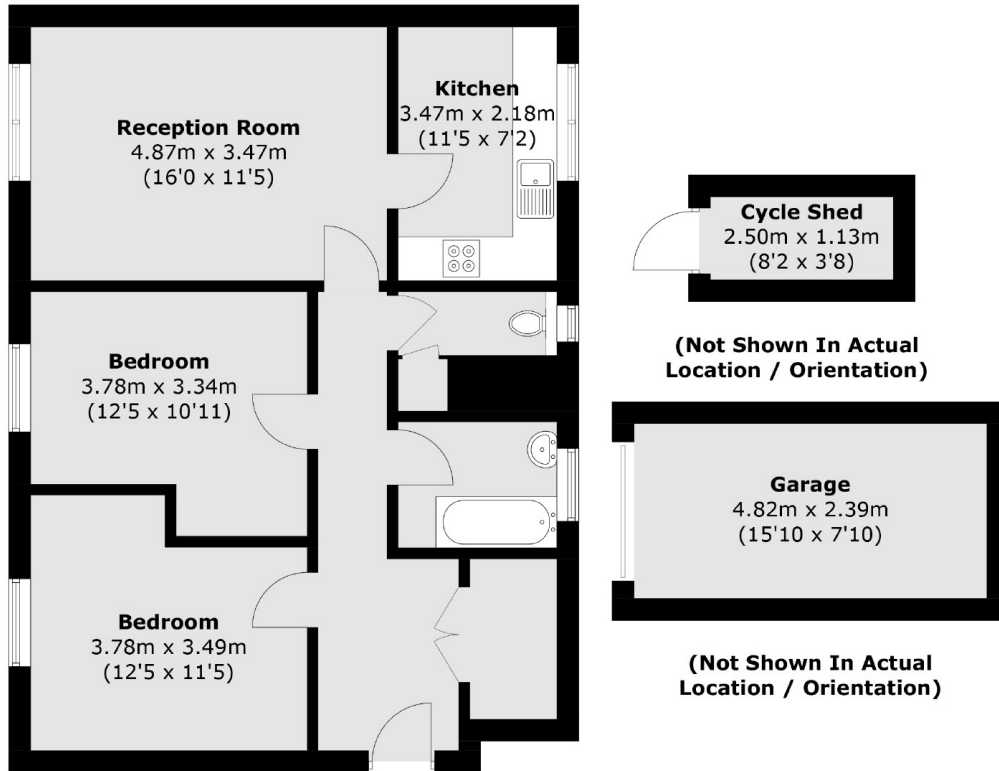 Reception Room
4.87m x 3.47m
(16'0 x 11'5)
Kitchen
3.47m x 2.18m
(11'5 x 7'2)
Bedroom
3.78m x 3.34m
(12'5 x 10'11)
Bedroom
3.78m x 3.49m
(12'5 x 11'5)
Cycle Shed
2.50m x 1.13m
(8'2 x 3'8)
(Not Shown In Actual
Location / Orientation)
Garage
4.82m x 2.39m
(15'10 x 7'10)
(Not Shown In Actual
Location / Orientation)